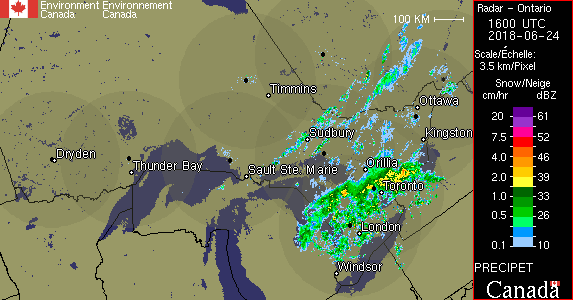 Environment Environnement
Canada Canada
100 KM
Timmins
Ottawa
Sudbury
Kingston
Dryden
Thunder Bay
Sault Ste. Marie
Orillia
Toronto
London
Windsor
Radar - Ontario
1600 UTC
2018-06-24
Scale/Échelle:
3.5 km/Pixel
Snow/Neige
cm/hr dBZ
20 61
7.5 52
4.0 46
2.0 39
1.0 33
0.5 26
0.1 10
PRECIPET
Canada